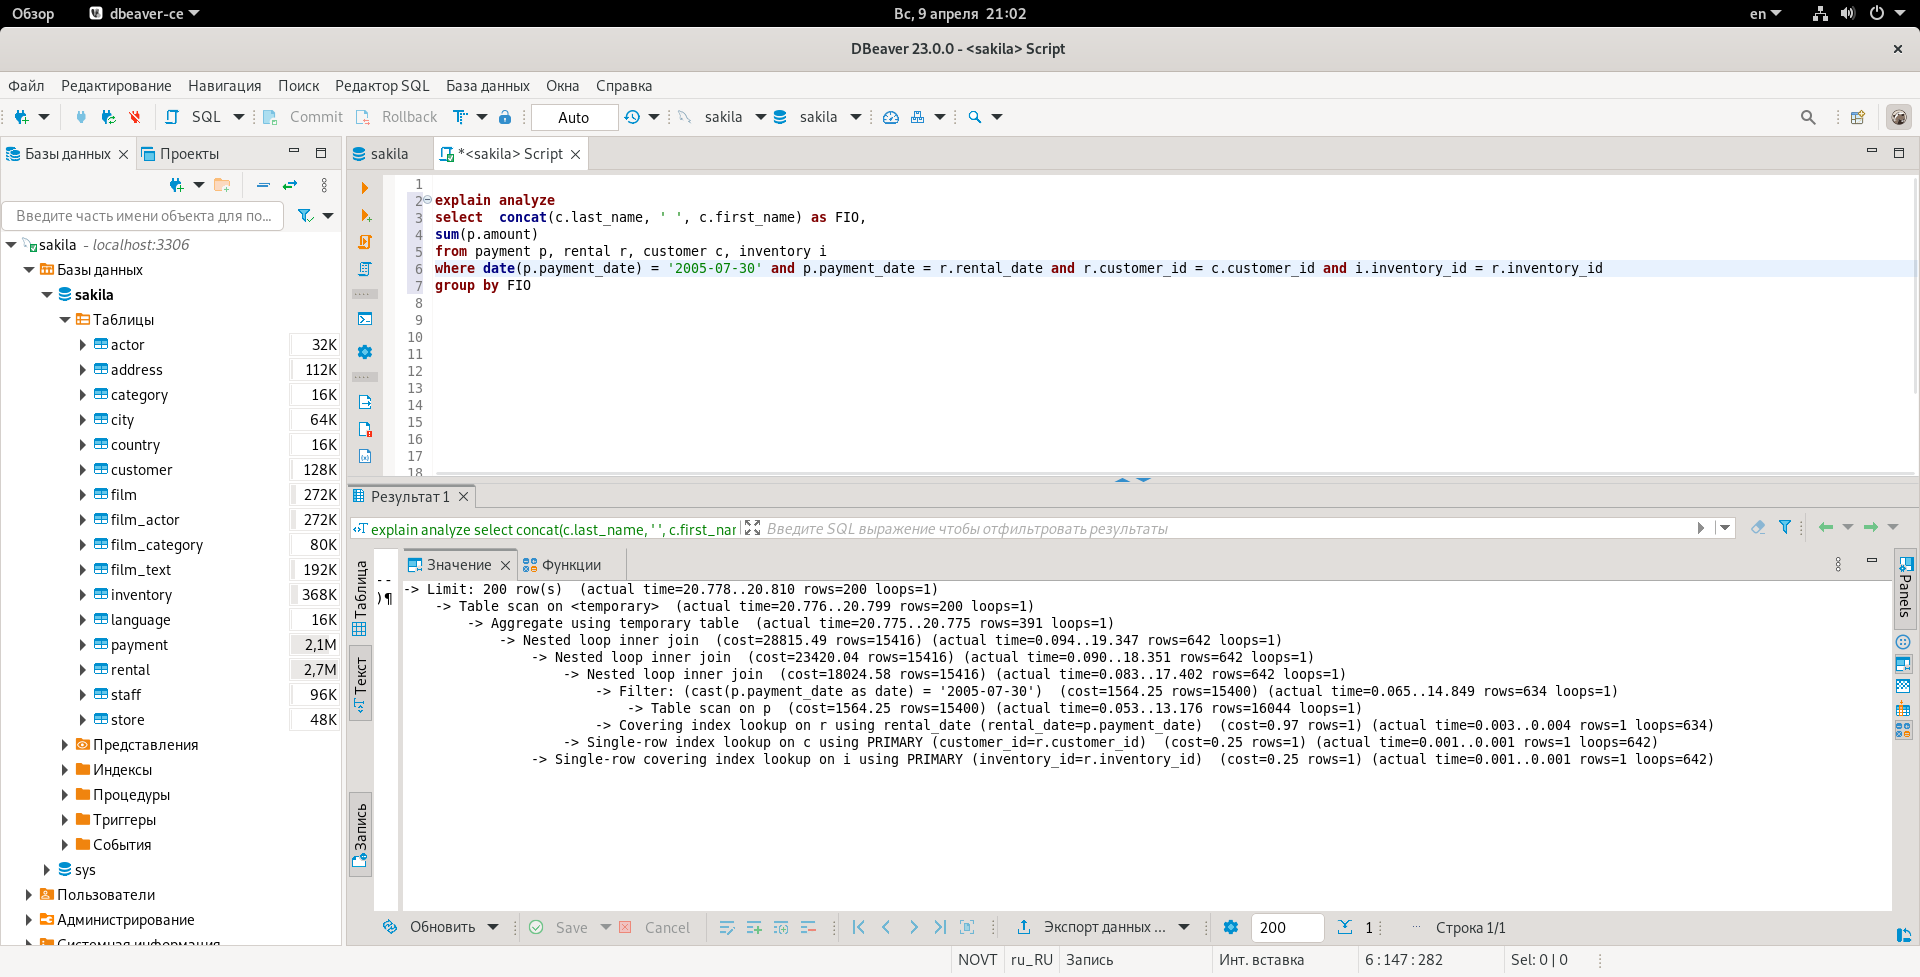 Обзор
dbeaver-ce
Вс, 9 апреля 21:02
en
DBeaver 23.0.0 - <sakila> Script
Файл Редактирование Навигация Поиск Редактор SQL База данных Окна Справка
SQL Commit Rollback Auto sakila sakila
Базы данных Проекты
Введите часть имени объекта для по...
sakila - localhost:3306
Базы данных
sakila
Таблицы
actor 32K
address 112K
category 16K
city 64K
country 16K
customer 128K
film 272K
film_actor 272K
film_category 80K
film_text 192K
inventory 368K
language 16K
payment 2,1M
rental 2,7M
staff 96K
store 48K
Представления
Индексы
Процедуры
Триггеры
События
sys
Пользователи
Администрирование
Системная информация
sakila *<sakila> Script
1
2 explain analyze
3 select  concat(c.last_name, ' ', c.first_name) as FIO,
4 sum(p.amount)
5 from payment p, rental r, customer c, inventory i
6 where date(p.payment_date) = '2005-07-30' and p.payment_date = r.rental_date and r.customer_id = c.customer_id and i.inventory_id = r.inventory_id
7 group by FIO
8
9
10
11
12
13
14
15
16
17
18
Результат 1
explain analyze select concat(c.last_name, ' ', c.first_nar
Введите SQL выражение чтобы отфильтровать результаты
Таблица
Текст
Запись
--
)¶
Значение Функции
-> Limit: 200 row(s)  (actual time=20.778..20.810 rows=200 loops=1)
-> Table scan on <temporary>  (actual time=20.776..20.799 rows=200 loops=1)
-> Aggregate using temporary table  (actual time=20.775..20.775 rows=391 loops=1)
-> Nested loop inner join  (cost=28815.49 rows=15416) (actual time=0.094..19.347 rows=642 loops=1)
-> Nested loop inner join  (cost=23420.04 rows=15416) (actual time=0.090..18.351 rows=642 loops=1)
-> Nested loop inner join  (cost=18024.58 rows=15416) (actual time=0.083..17.402 rows=642 loops=1)
-> Filter: (cast(p.payment_date as date) = '2005-07-30')  (cost=1564.25 rows=15400) (actual time=0.065..14.849 rows=634 loops=1)
-> Table scan on p  (cost=1564.25 rows=15400) (actual time=0.053..13.176 rows=16044 loops=1)
-> Covering index lookup on r using rental_date (rental_date=p.payment_date)  (cost=0.97 rows=1) (actual time=0.003..0.004 rows=1 loops=634)
-> Single-row index lookup on c using PRIMARY (customer_id=r.customer_id)  (cost=0.25 rows=1) (actual time=0.001..0.001 rows=1 loops=642)
-> Single-row covering index lookup on i using PRIMARY (inventory_id=r.inventory_id)  (cost=0.25 rows=1) (actual time=0.001..0.001 rows=1 loops=642)
Panels
Обновить Save Cancel Экспорт данных ... 200 1 Строка 1/1
NOVT ru_RU Запись Инт. вставка 6 : 147 : 282 Sel: 0 | 0